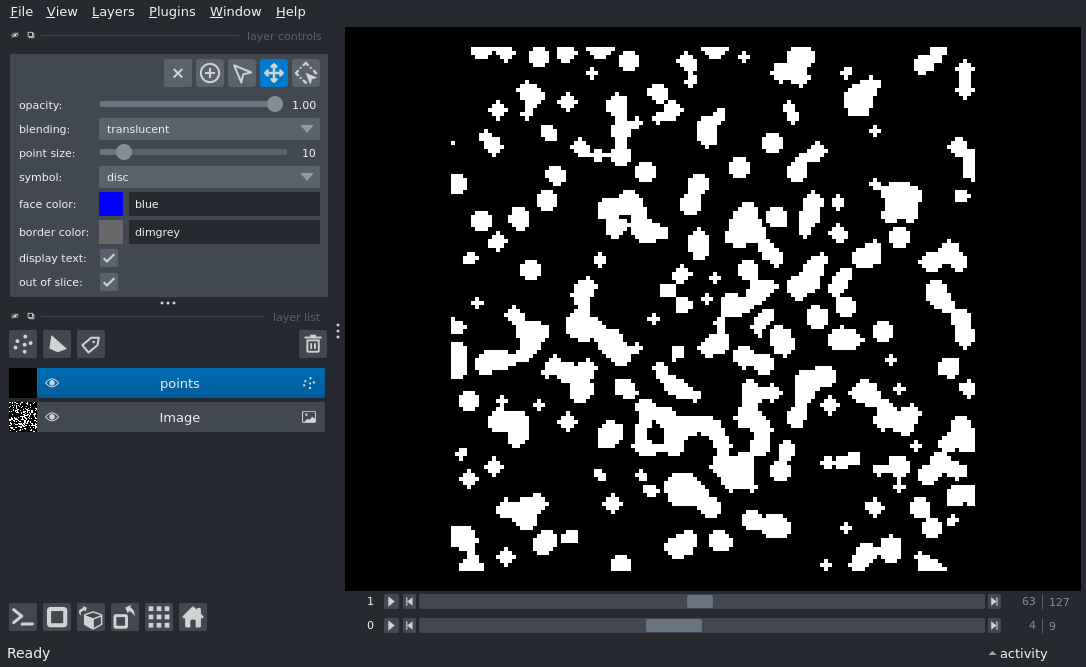 File View Layers Plugins Window Help
layer controls
opacity: 1.00
blending: translucent
point size: 10
symbol: disc
face color: blue
border color: dimgrey
display text:
out of slice:
layer list
points
Image
1 63 127
0 4 9
Ready activity